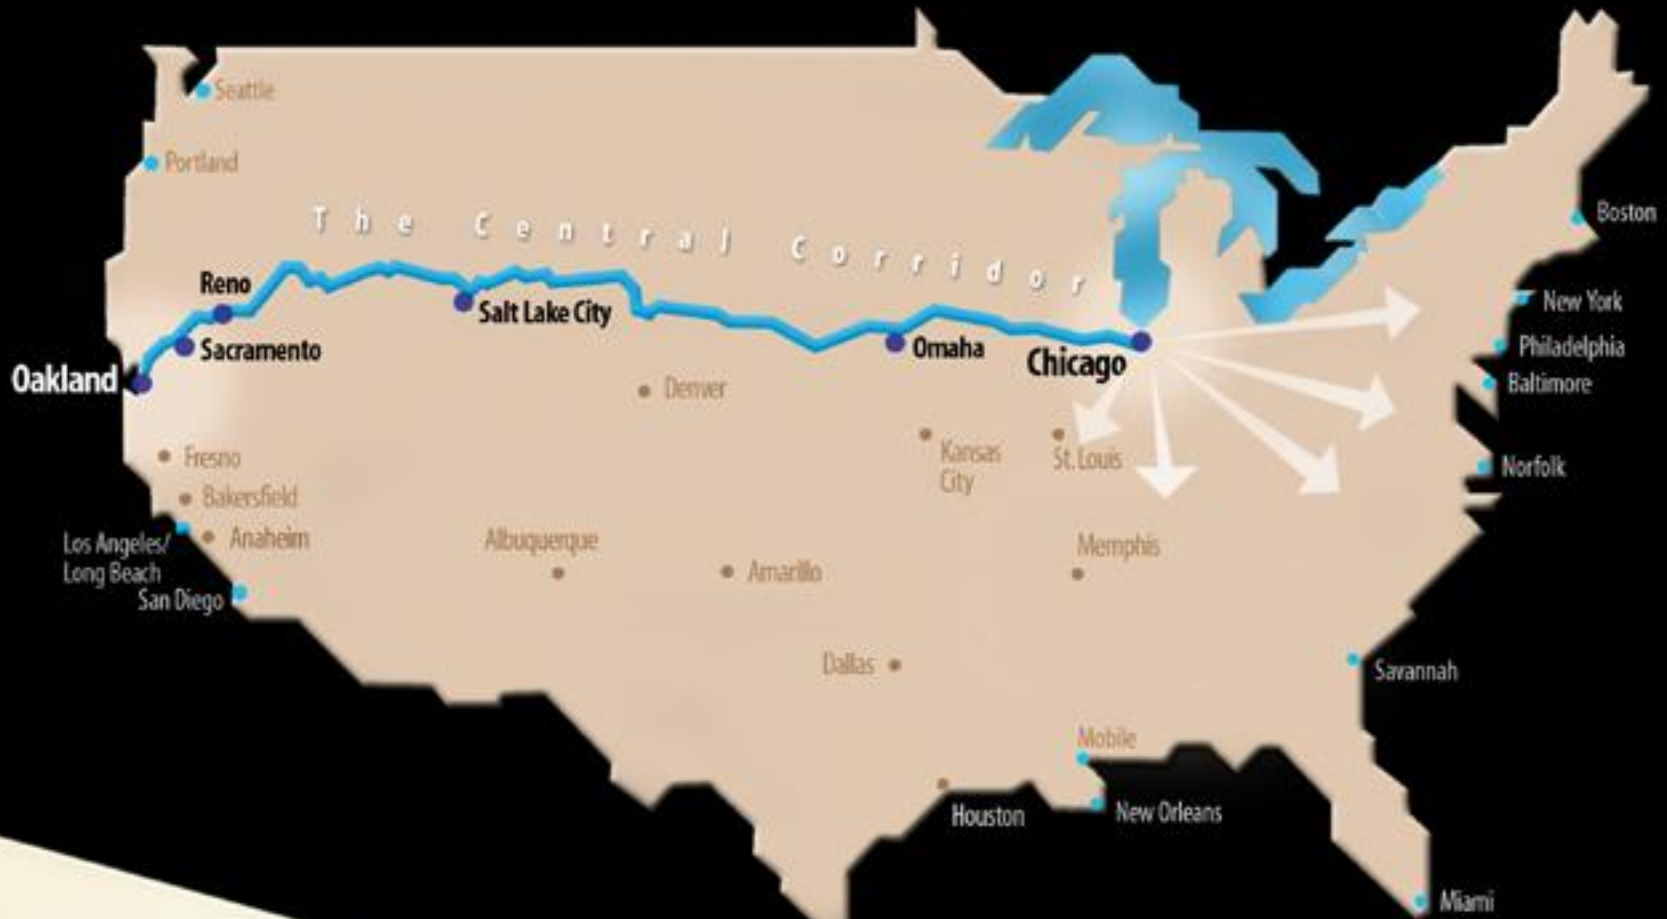 Seattle
Portland
The Central Corridor
Boston
Reno
New York
Salt Lake City
Sacramento
Omaha
Philadelphia
Chicago
Oakland
Denver
Baltimore
Kansas
City
St. Louis
Fresno
Norfolk
Bakersfield
Anaheim
Albuquerque
Los Angeles/
Long Beach
Memphis
Amarillo
San Diego
Dallas
Savannah
Mobile
Houston
New Orleans
Miami